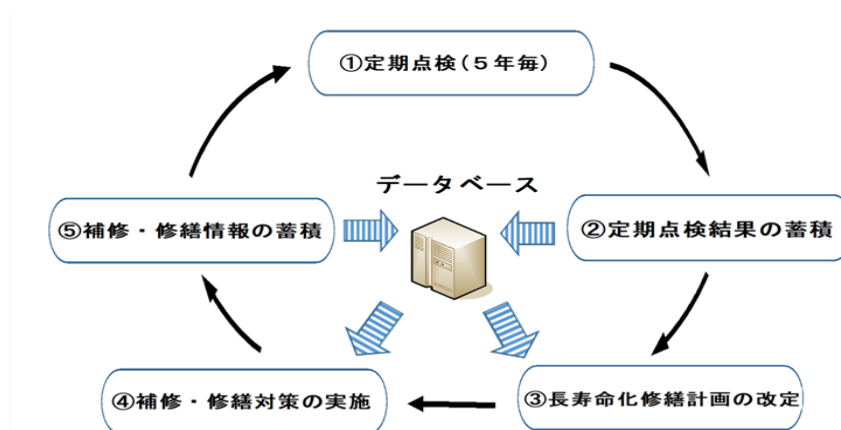 ①定期点検（５年毎）
データベース
⑤補修・修繕情報の蓄積
②定期点検結果の蓄積
④補修・修繕対策の実施
③長寿命化修繕計画の改定